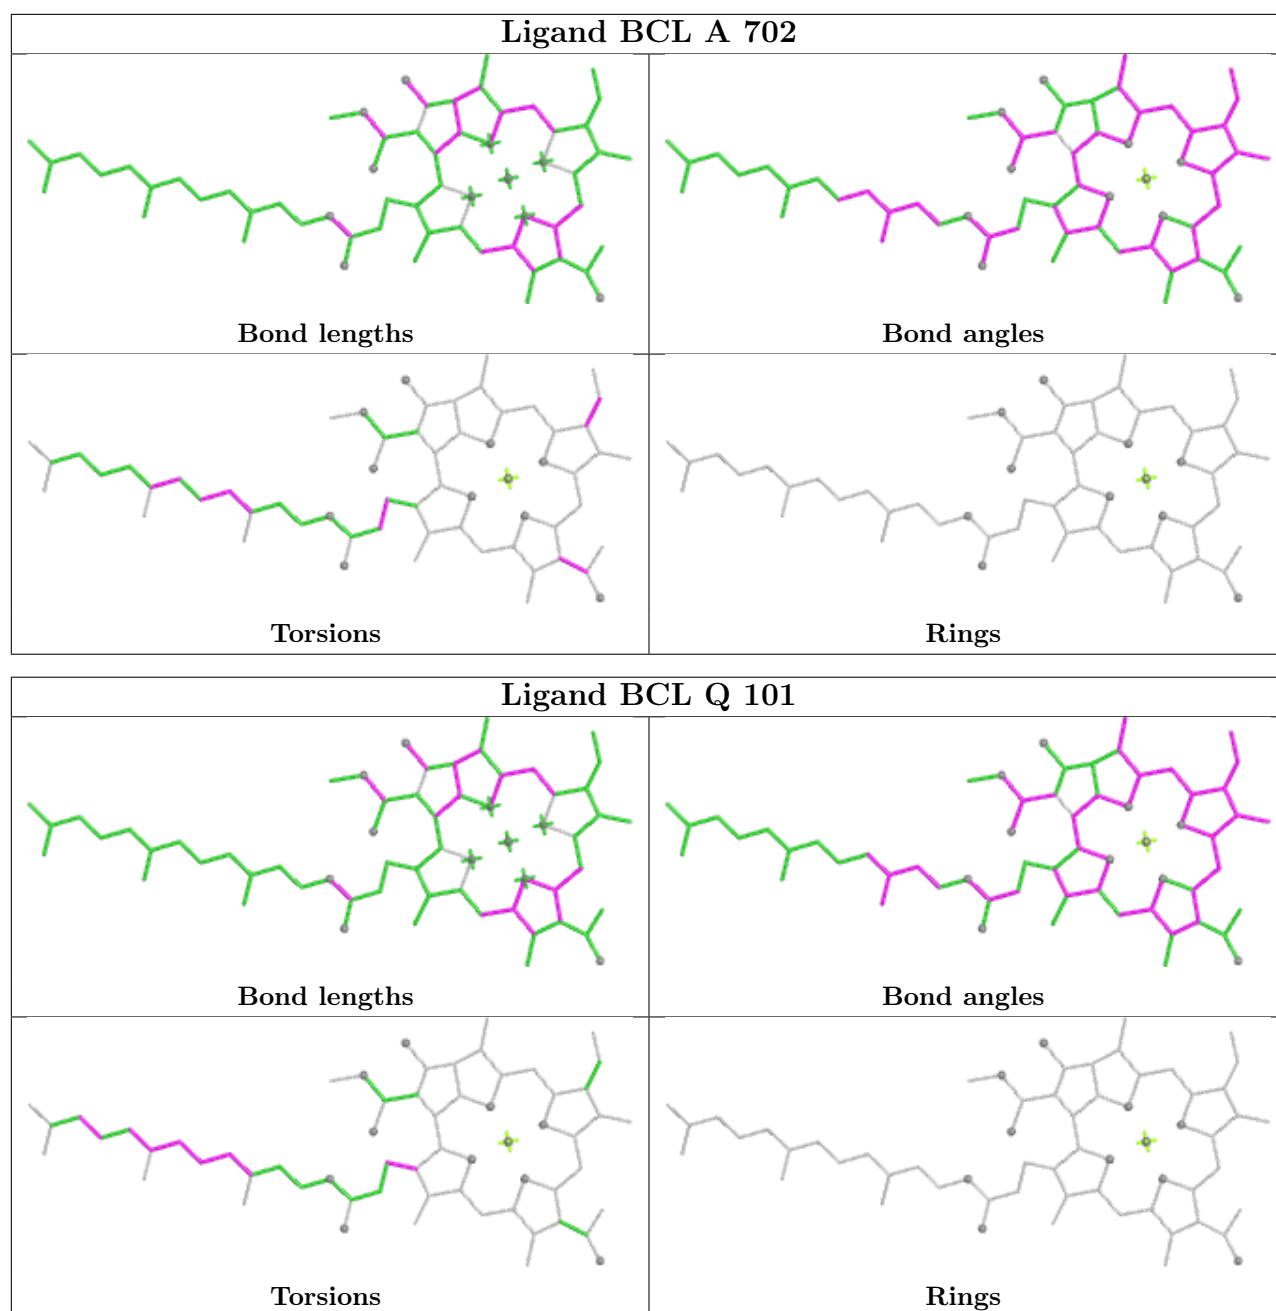 Ligand BCL A 702
Bond lengths
Bond angles
Torsions
Rings
Ligand BCL Q 101
Bond lengths
Bond angles
Torsions
Rings